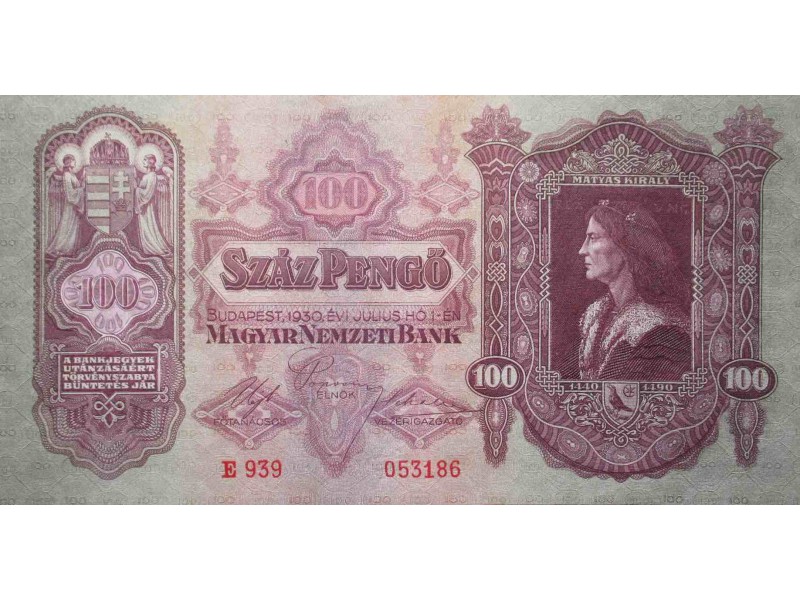 100
SZÁZ PENGŐ
BUDAPEST, 1930. ÉVI JULIUS HÓ 1-ÉN
MAGYAR NEMZETI BANK
ELNÖK
FŐTANÁCSOS
VEZÉRIGAZGATÓ
E 939 053186
100
A BANKJEGYEK
UTÁNZÁSÁÉRT
TÖRVÉNYSZABTA
BÜNTETÉS JÁR
MÁTYÁS KIRÁLY
100
1440 1490
100